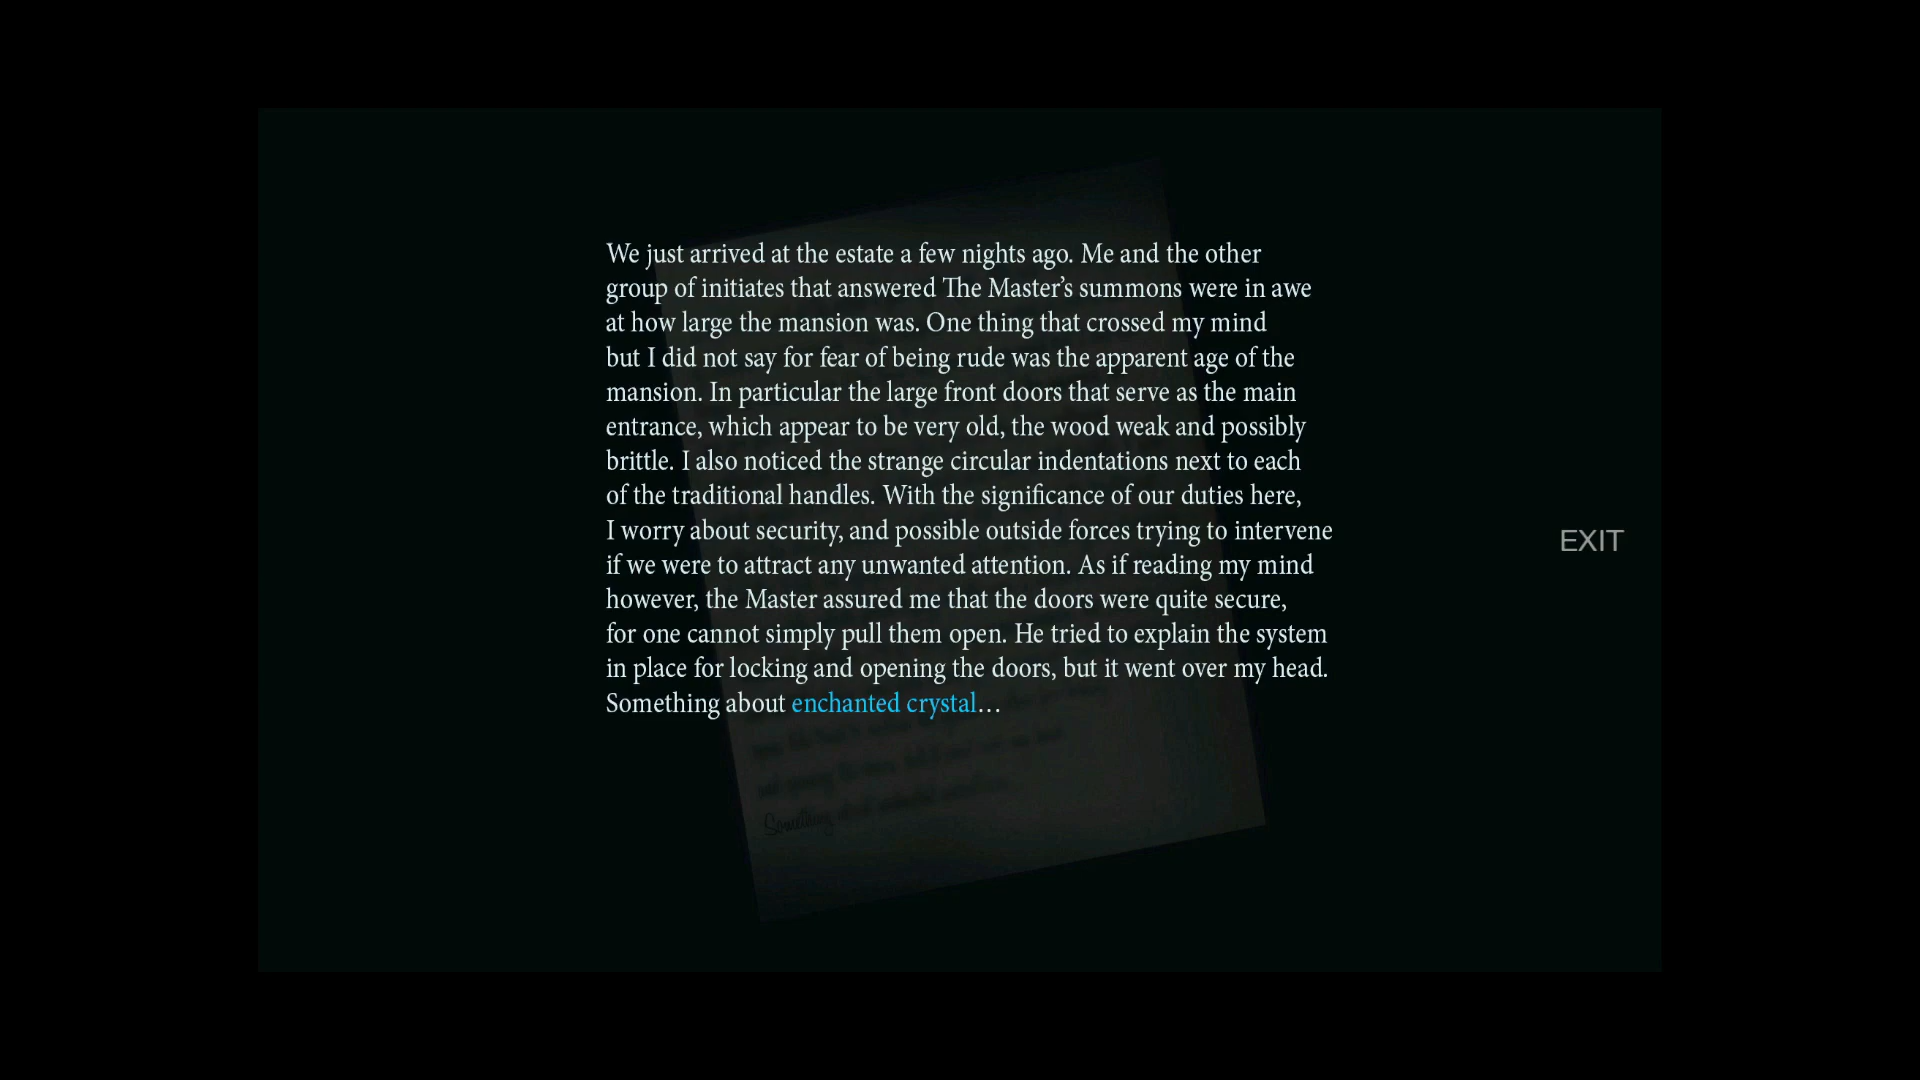 We just arrived at the estate a few nights ago. Me and the other
group of initiates that answered The Master’s summons were in awe
at how large the mansion was. One thing that crossed my mind
but I did not say for fear of being rude was the apparent age of the
mansion. In particular the large front doors that serve as the main
entrance, which appear to be very old, the wood weak and possibly
brittle. I also noticed the strange circular indentations next to each
of the traditional handles. With the significance of our duties here,
I worry about security, and possible outside forces trying to intervene
if we were to attract any unwanted attention. As if reading my mind
however, the Master assured me that the doors were quite secure,
for one cannot simply pull them open. He tried to explain the system
in place for locking and opening the doors, but it went over my head.
Something about enchanted crystal…
EXIT
Something